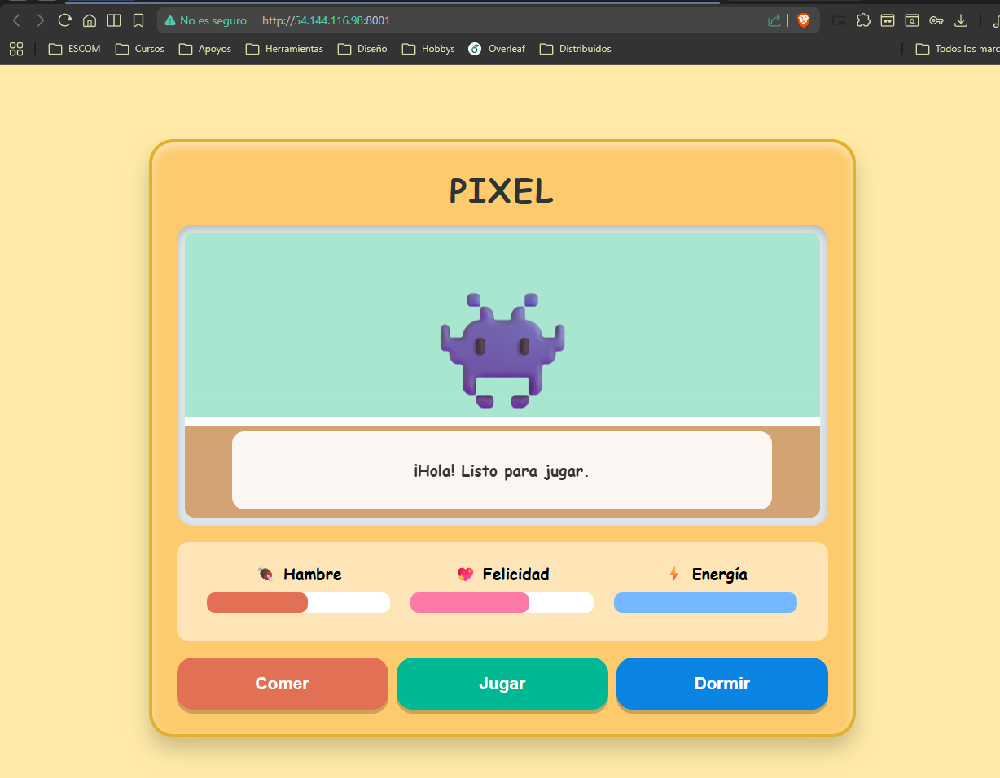 No es seguro http://54.144.116.98:8001
ESCOM Cursos Apoyos Herramientas Diseño Hobbys Overleaf Distribuidos Todos los marc
PIXEL
¡Hola! Listo para jugar.
Hambre Felicidad Energía
Comer Jugar Dormir